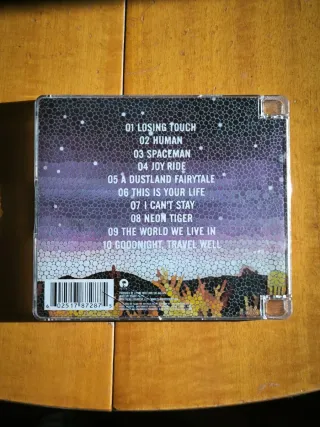 01 LOSING TOUCH
02 HUMAN
03 SPACEMAN
04 JOY RIDE
05 A DUSTLAND FAIRYTALE
06 THIS IS YOUR LIFE
07 I CAN'T STAY
08 NEON TIGER
09 THE WORLD WE LIVE IN
10 GOODNIGHT, TRAVEL WELL